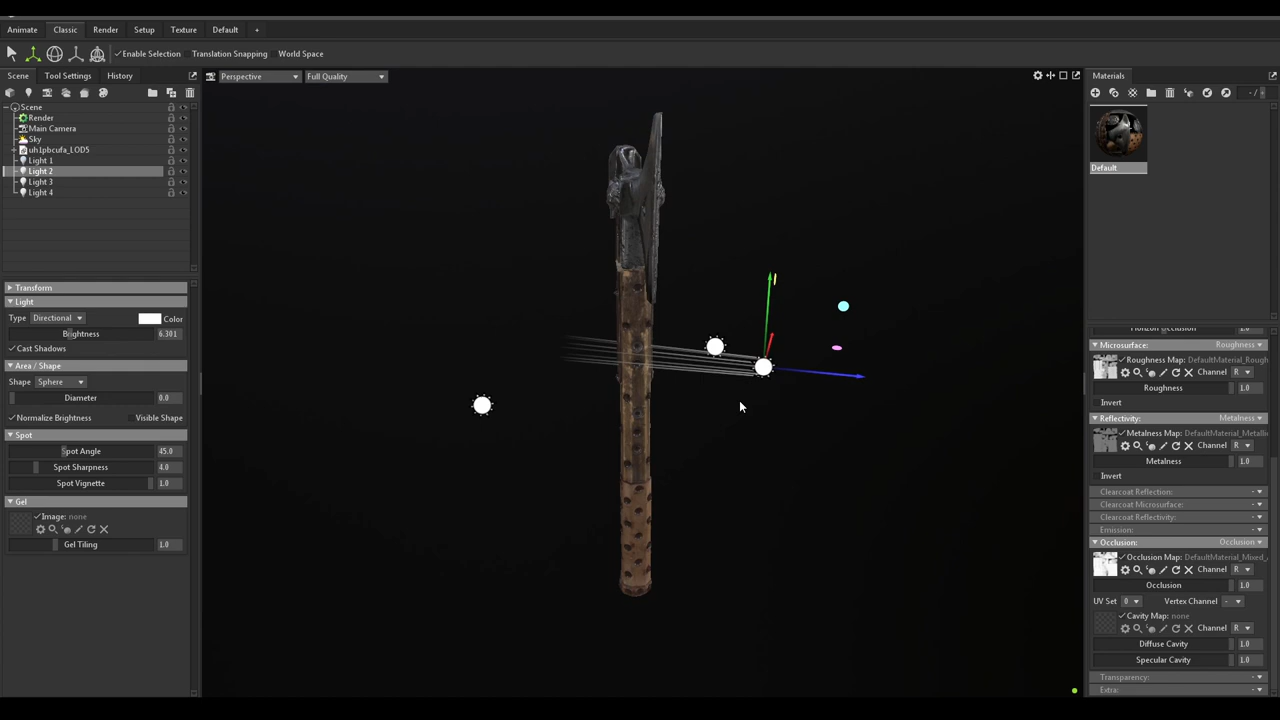 Animate Classic Render Setup Texture Default +
Enable Selection Translation Snapping World Space
Scene Tool Settings History
Perspective Full Quality
Materials
Scene
Render
Main Camera
Sky
uh1pbcufa_LOD5
Light 1
Light 2
Light 3
Light 4
Transform
Light
Type Directional Color
Brightness 6.301
Cast Shadows
Area / Shape
Shape Sphere
Diameter 0.0
Normalize Brightness Visible Shape
Spot
Spot Angle 45.0
Spot Sharpness 4.0
Spot Vignette 1.0
Gel
Image: none
Gel Tiling 1.0
- /
Default
Microsurface: Roughness
Roughness Map: DefaultMaterial_Rough
Channel R
Roughness 1.0
Invert
Reflectivity: Metalness
Metalness Map: DefaultMaterial_Metallic
Channel R
Metalness 1.0
Invert
Clearcoat Reflection:
Clearcoat Microsurface:
Clearcoat Reflectivity:
Emission:
Occlusion: Occlusion
Occlusion Map: DefaultMaterial_Mixed_
Channel R
Occlusion 1.0
UV Set 0 Vertex Channel -
Cavity Map: none
Channel R
Diffuse Cavity 1.0
Specular Cavity 1.0
Transparency:
Extra: